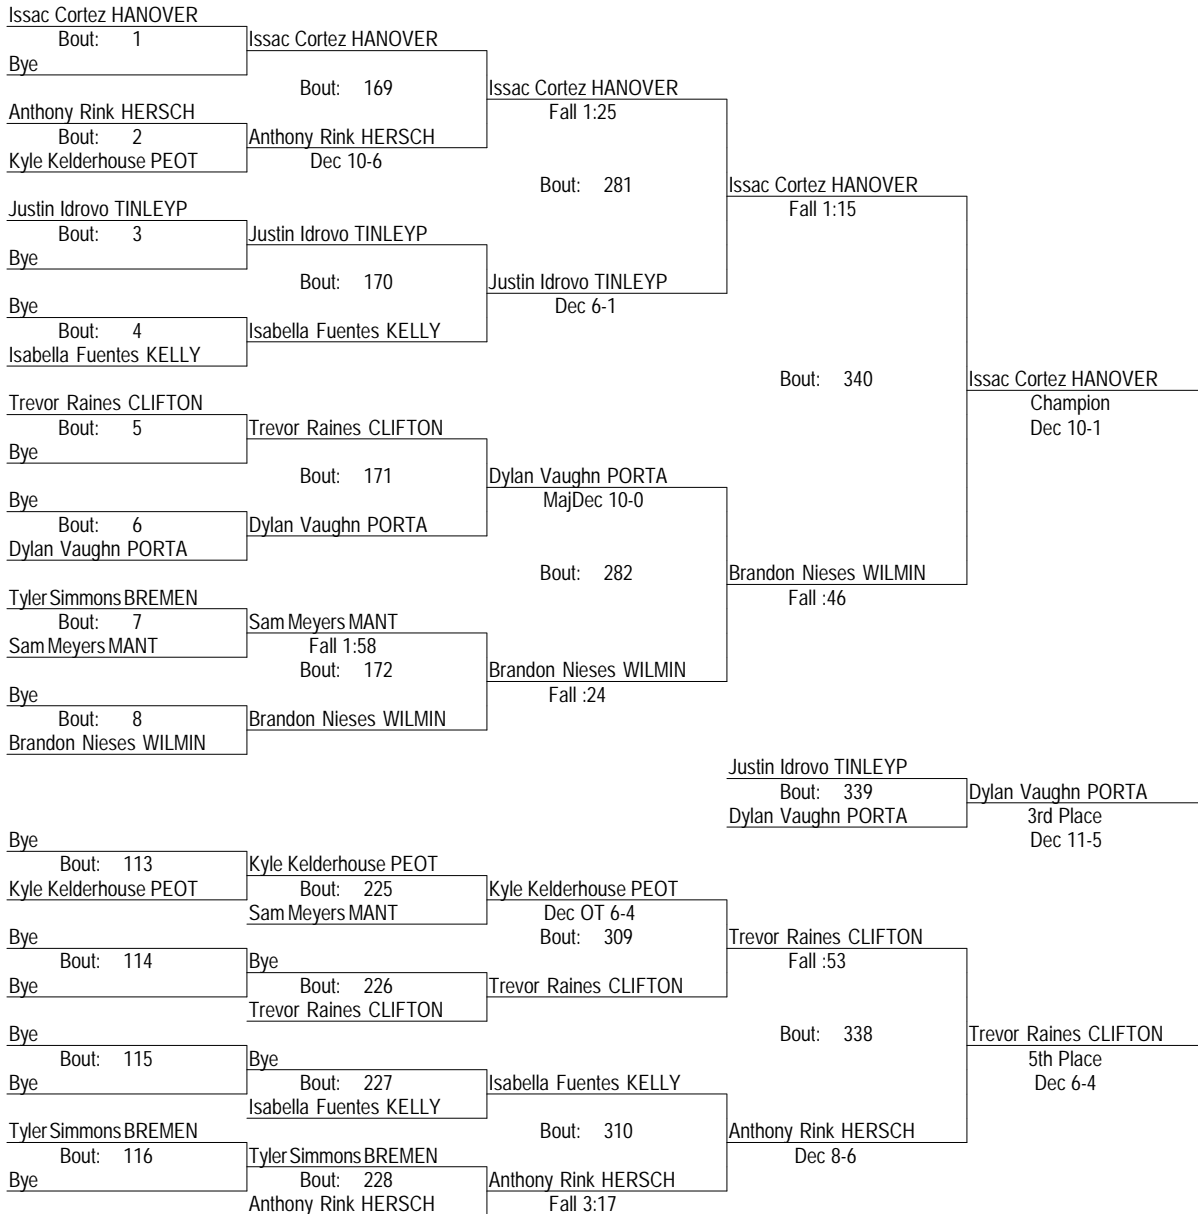 Issac Cortez HANOVER
Bout: 1
Bye
Issac Cortez HANOVER
Bout: 169
Anthony Rink HERSCH
Bout: 2
Kyle Kelderhouse PEOT
Anthony Rink HERSCH
Dec 10-6
Issac Cortez HANOVER
Fall 1:25
Bout: 281
Justin Idrovo TINLEYP
Bout: 3
Bye
Justin Idrovo TINLEYP
Bout: 170
Bye
Bout: 4
Isabella Fuentes KELLY
Isabella Fuentes KELLY
Justin Idrovo TINLEYP
Dec 6-1
Issac Cortez HANOVER
Fall 1:15
Bout: 340
Trevor Raines CLIFTON
Bout: 5
Bye
Trevor Raines CLIFTON
Bout: 171
Bye
Bout: 6
Dylan Vaughn PORTA
Dylan Vaughn PORTA
Dylan Vaughn PORTA
MajDec 10-0
Bout: 282
Tyler Simmons BREMEN
Bout: 7
Sam Meyers MANT
Sam Meyers MANT
Fall 1:58
Bout: 172
Bye
Bout: 8
Brandon Nieses WILMIN
Brandon Nieses WILMIN
Brandon Nieses WILMIN
Fall :24
Brandon Nieses WILMIN
Fall :46
Issac Cortez HANOVER
Champion
Dec 10-1
Justin Idrovo TINLEYP
Bout: 339
Dylan Vaughn PORTA
Dylan Vaughn PORTA
3rd Place
Dec 11-5
Bye
Bout: 113
Kyle Kelderhouse PEOT
Kyle Kelderhouse PEOT
Bout: 225
Sam Meyers MANT
Kyle Kelderhouse PEOT
Dec OT 6-4
Bout: 309
Bye
Bout: 114
Bye
Bye
Bout: 226
Trevor Raines CLIFTON
Trevor Raines CLIFTON
Trevor Raines CLIFTON
Fall :53
Bout: 338
Bye
Bout: 115
Bye
Bye
Bout: 227
Isabella Fuentes KELLY
Isabella Fuentes KELLY
Bout: 310
Tyler Simmons BREMEN
Bout: 116
Bye
Tyler Simmons BREMEN
Bout: 228
Anthony Rink HERSCH
Anthony Rink HERSCH
Fall 3:17
Anthony Rink HERSCH
Dec 8-6
Trevor Raines CLIFTON
5th Place
Dec 6-4